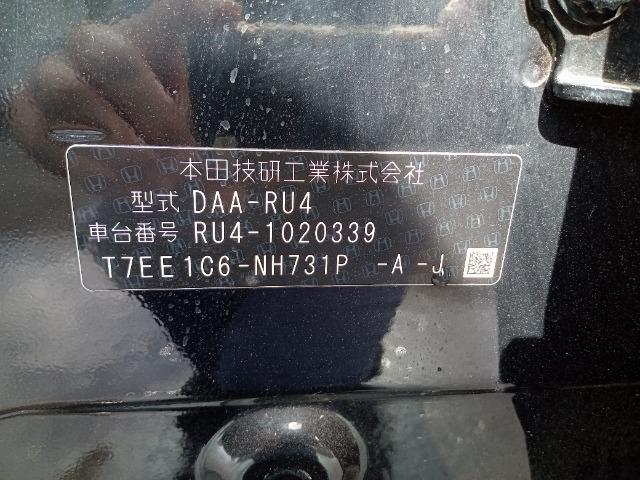 本田技研工業株式会社
型式 DAA-RU4
車台番号 RU4-1020339
T7EE1C6-NH731P -A -J